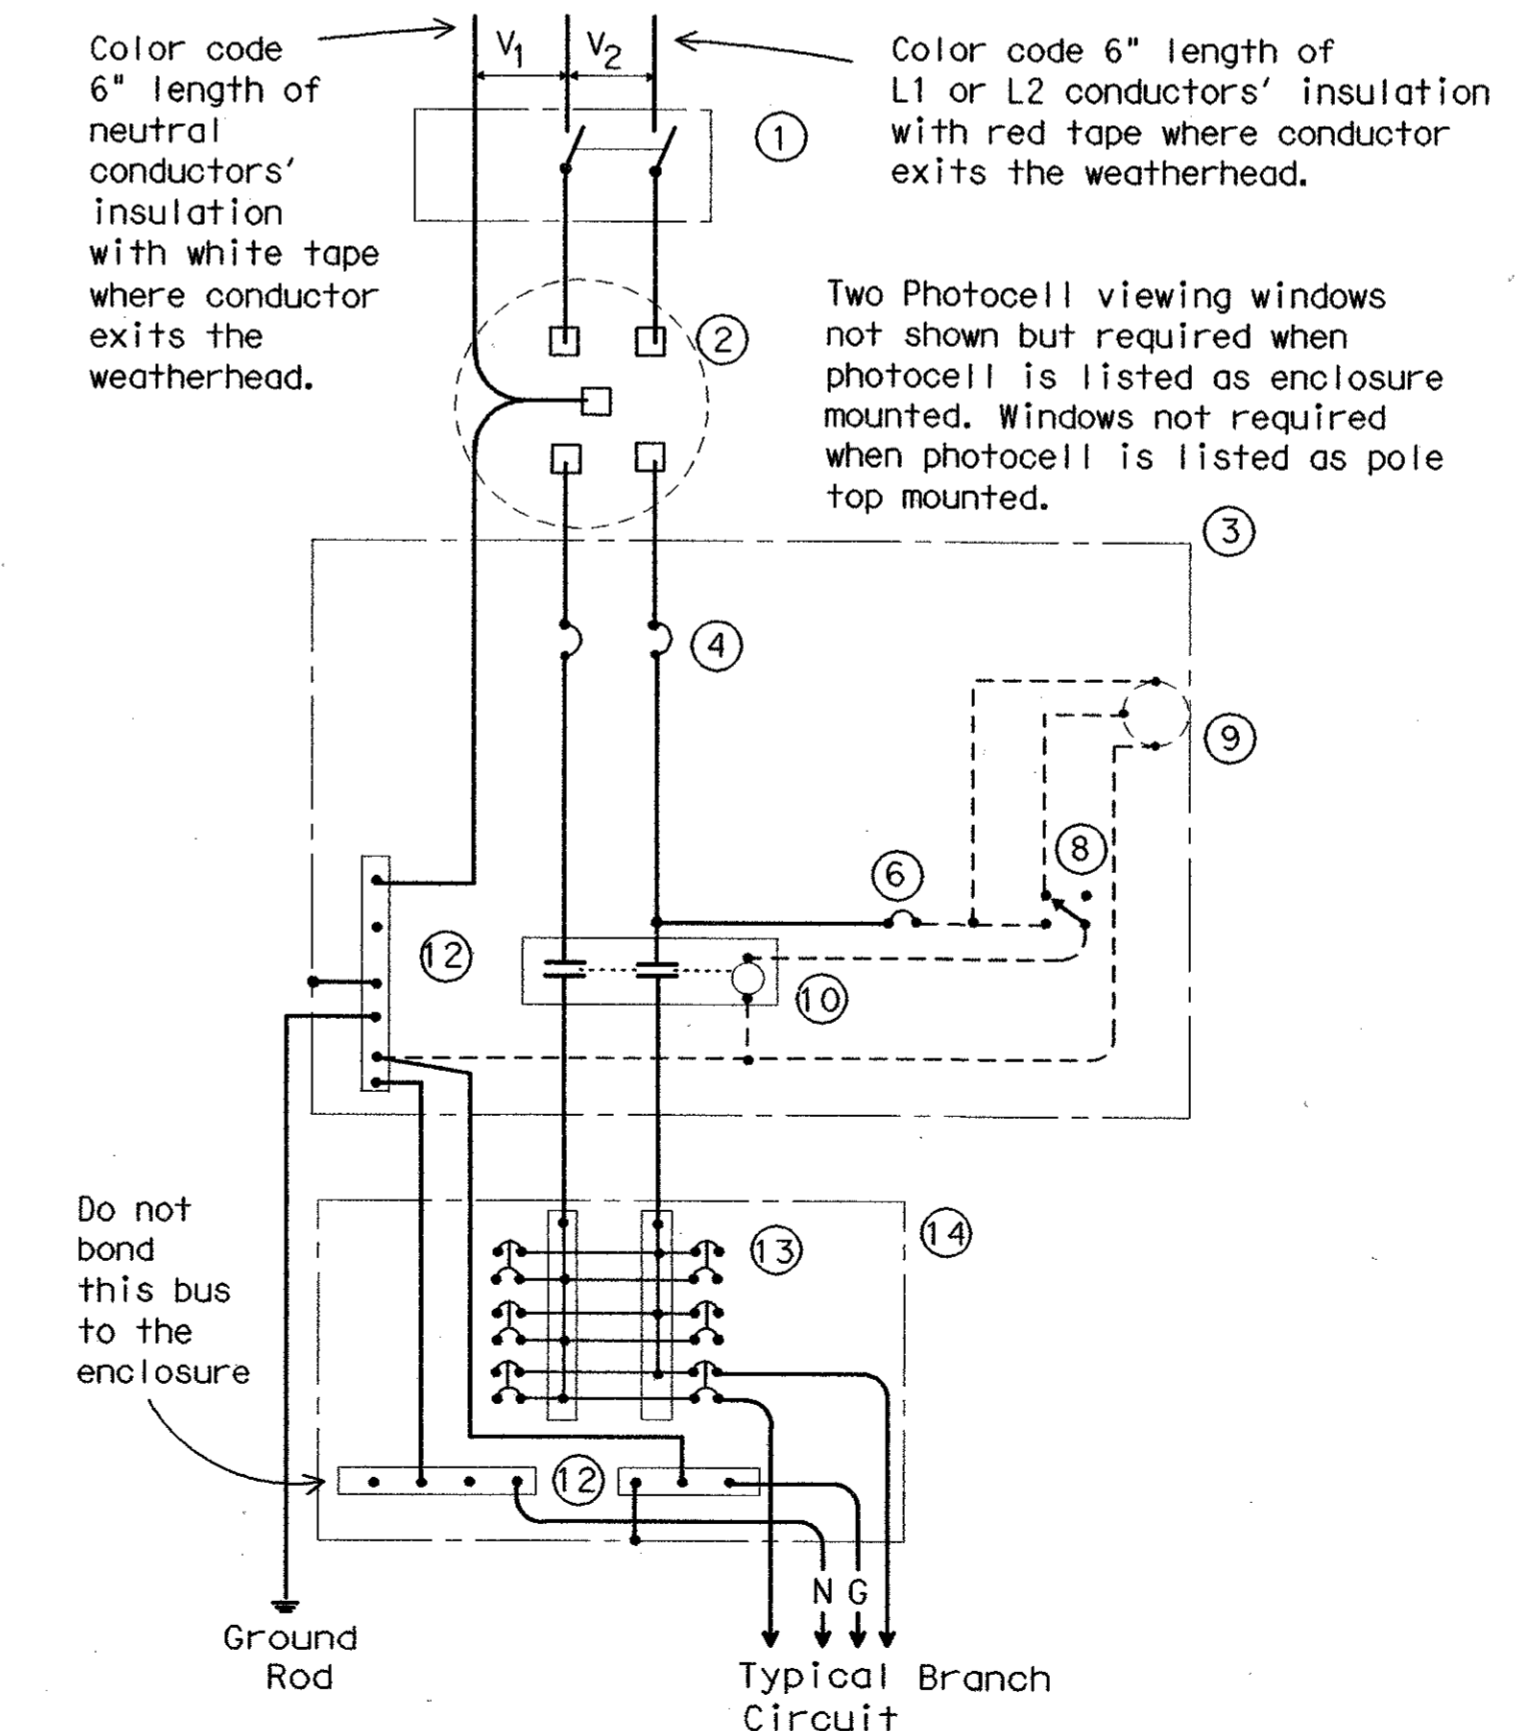 Color code
6" length of
neutral
conductors'
insulation
with white tape
where conductor
exits the
weatherhead.
V1
V2
Color code 6" length of
L1 or L2 conductors' insulation
with red tape where conductor
exits the weatherhead.
1
2
Two Photocell viewing windows
not shown but required when
photocell is listed as enclosure
mounted. Windows not required
when photocell is listed as pole
top mounted.
3
4
9
8
6
12
10
Do not
bond
this bus
to the
enclosure
14
13
12
N G
Ground
Rod
Typical Branch
Circuit